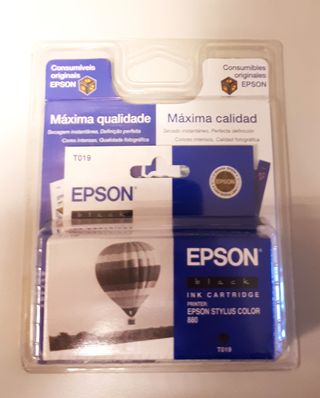 Consumíveis
originais
EPSON
Consumibles
originales
EPSON
Máxima qualidade
Secagem instantânea, Definição perfeita
Cores intensas, Qualidade fotográfica
Máxima calidad
Secado instantáneo, Perfecta definición
Colores intensos, Calidad fotográfica
T019
EPSON
black
EPSON
EPSON
black
INK CARTRIDGE
PRINTER:
EPSON STYLUS COLOR
880
T019